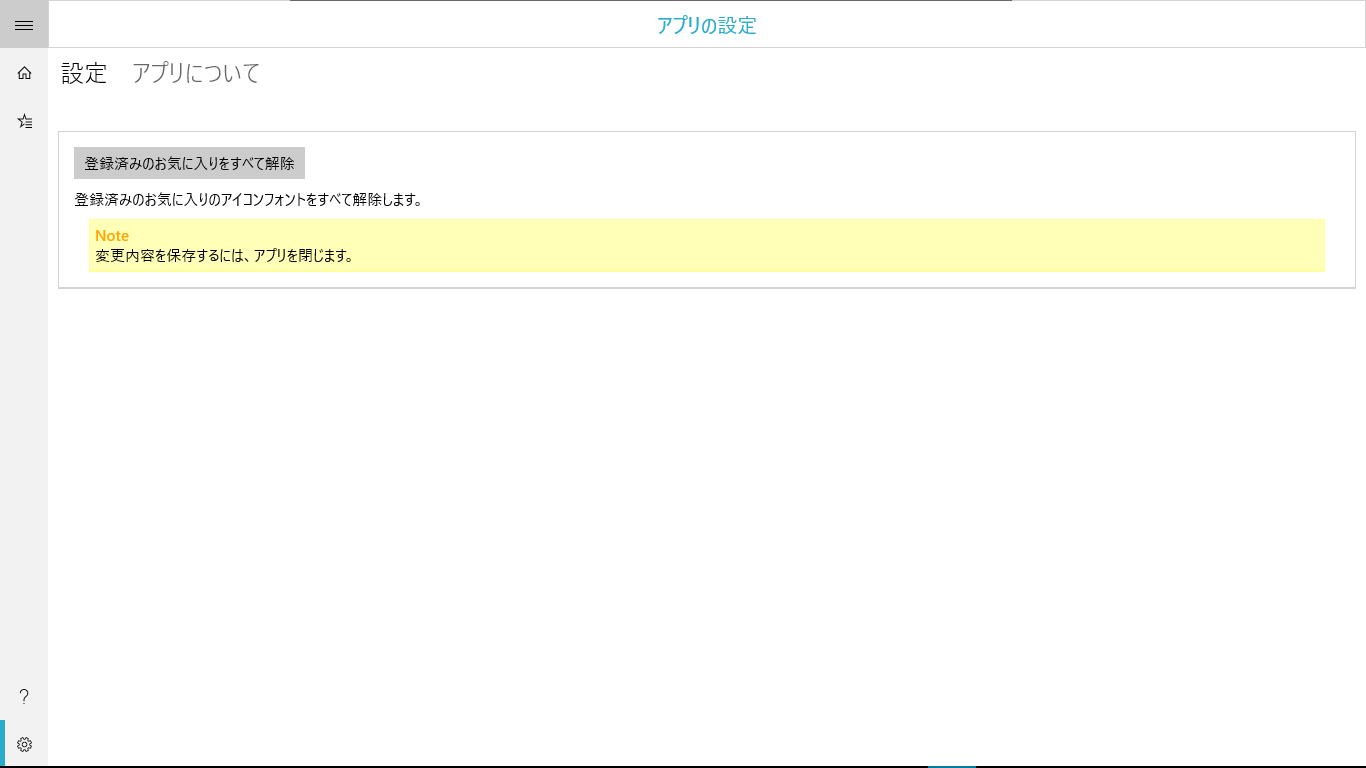 アプリの設定
設定 アプリについて
登録済みのお気に入りをすべて解除
登録済みのお気に入りのアイコンフォントをすべて解除します。
Note
変更内容を保存するには、アプリを閉じます。